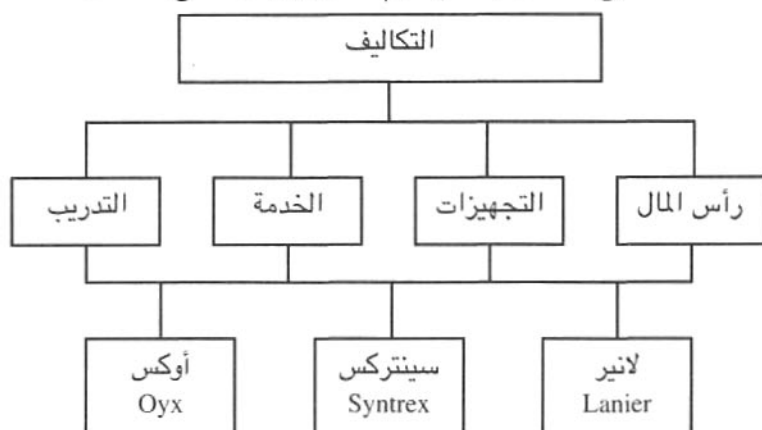 التكاليف
رأس المال
التجهيزات
الخدمة
التدريب
لانير
Lanier
سينتركس
Syntrex
أوكس
Oyx